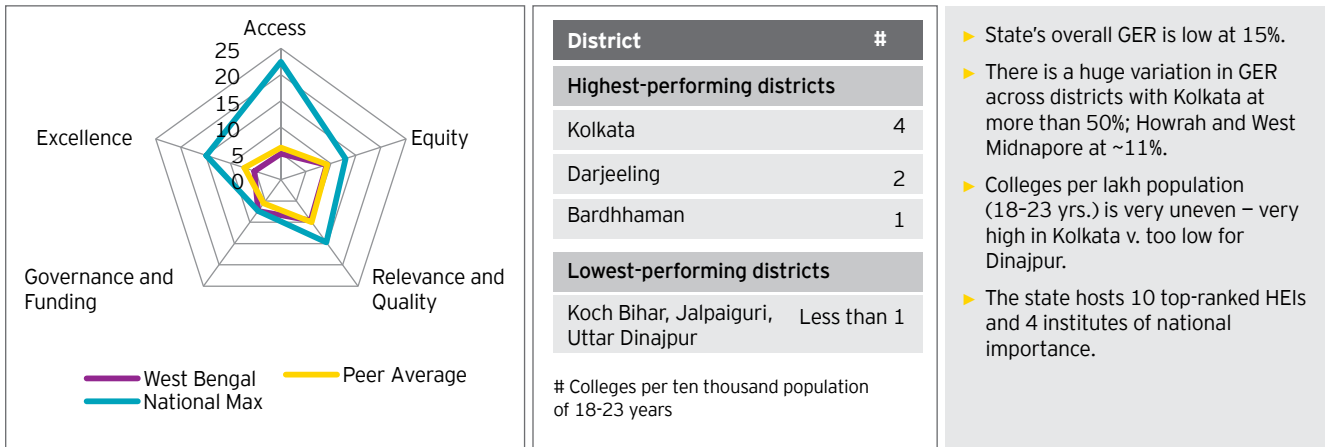 Access
25
20
15
10
5
0
Excellence
Equity
Governance and
Funding
Relevance and
Quality
West Bengal
Peer Average
National Max
District #
Highest-performing districts
Kolkata 4
Darjeeling 2
Bardhhaman 1
Lowest-performing districts
Koch Bihar, Jalpaiguri, Less than 1
Uttar Dinajpur
# Colleges per ten thousand population
of 18-23 years
► State's overall GER is low at 15%.
► There is a huge variation in GER
across districts with Kolkata at
more than 50%; Howrah and West
Midnapore at ~11%.
► Colleges per lakh population
(18–23 yrs.) is very uneven – very
high in Kolkata v. too low for
Dinajpur.
► The state hosts 10 top-ranked HEIs
and 4 institutes of national
importance.